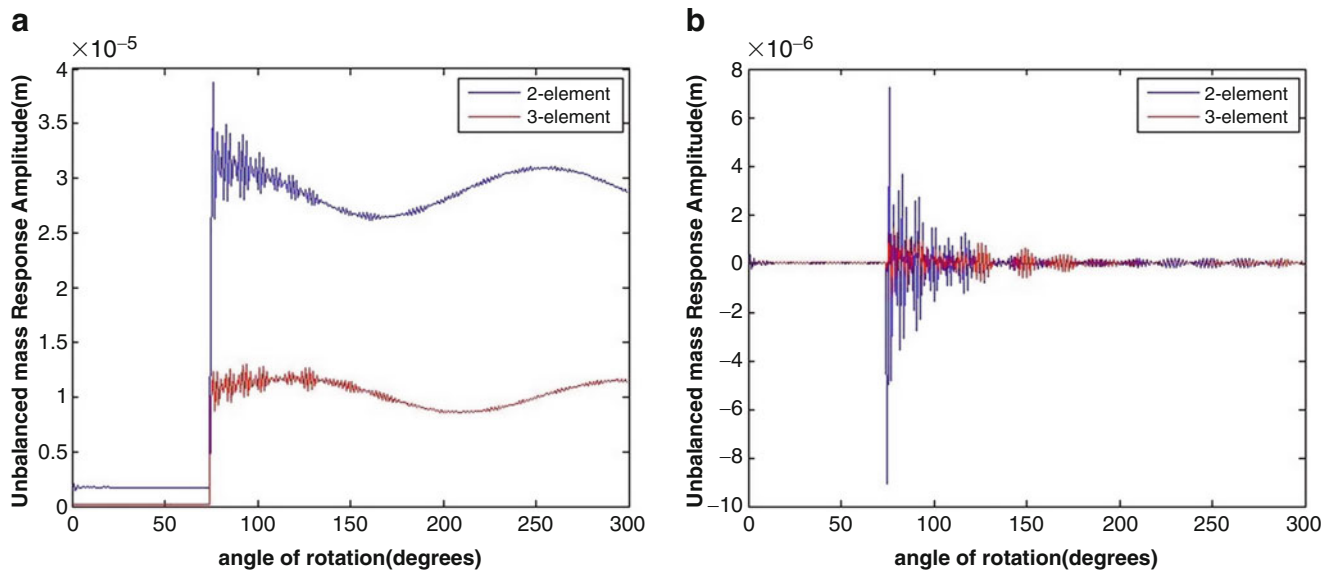 a
×10⁻⁵
Unbalanced mass Response Amplitude(m)
4
3.5
3
2.5
2
1.5
1
0.5
0
2-element
3-element
0 50 100 150 200 250 300
angle of rotation(degrees)
b
×10⁻⁶
Unbalanced mass Response Amplitude(m)
8
6
4
2
0
−2
−4
−6
−8
−10
2-element
3-element
0 50 100 150 200 250 300
angle of rotation(degrees)